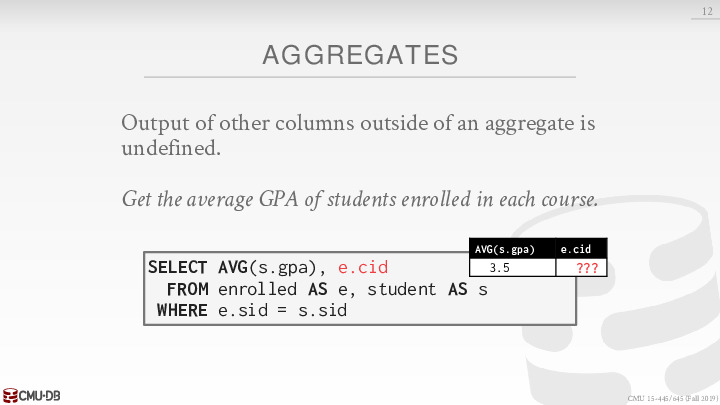 12
AGGREGATES
Output of other columns outside of an aggregate is
undefined.
Get the average GPA of students enrolled in each course.
AVG(s.gpa) e.cid
3.5 ???
SELECT AVG(s.gpa), e.cid
FROM enrolled AS e, student AS s
WHERE e.sid = s.sid
CMU·DB
CMU 15-445/645 (Fall 2019)